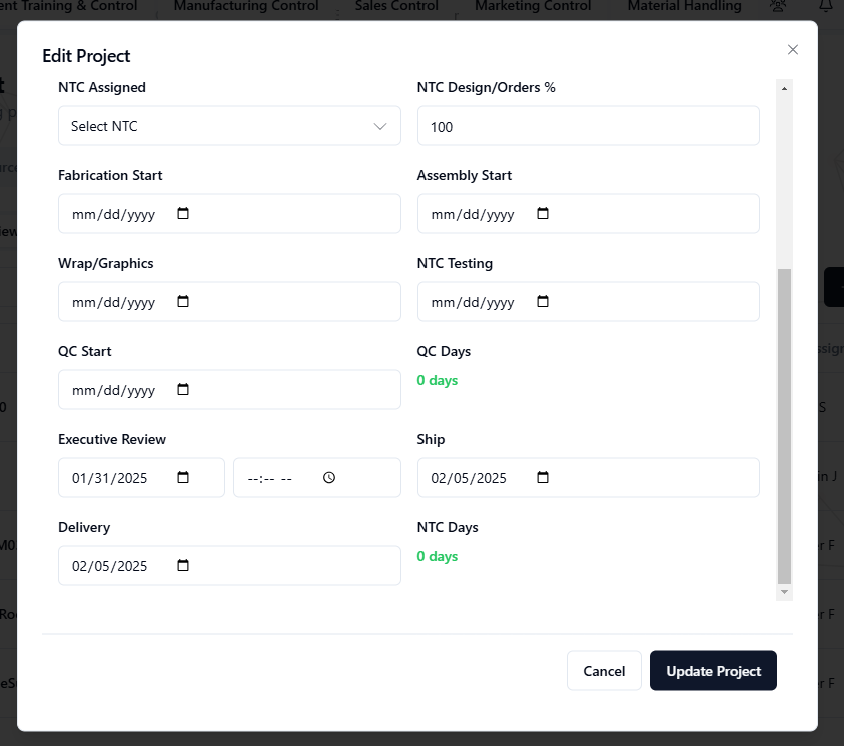 Training & Control Manufacturing Control Sales Control Marketing Control Material Handling
Edit Project
NTC Assigned NTC Design/Orders %
Select NTC 100
Fabrication Start Assembly Start
mm/dd/yyyy mm/dd/yyyy
Wrap/Graphics NTC Testing
mm/dd/yyyy mm/dd/yyyy
QC Start QC Days
mm/dd/yyyy 0 days
Executive Review Ship
01/31/2025 --:-- -- 02/05/2025
Delivery NTC Days
02/05/2025 0 days
Cancel Update Project